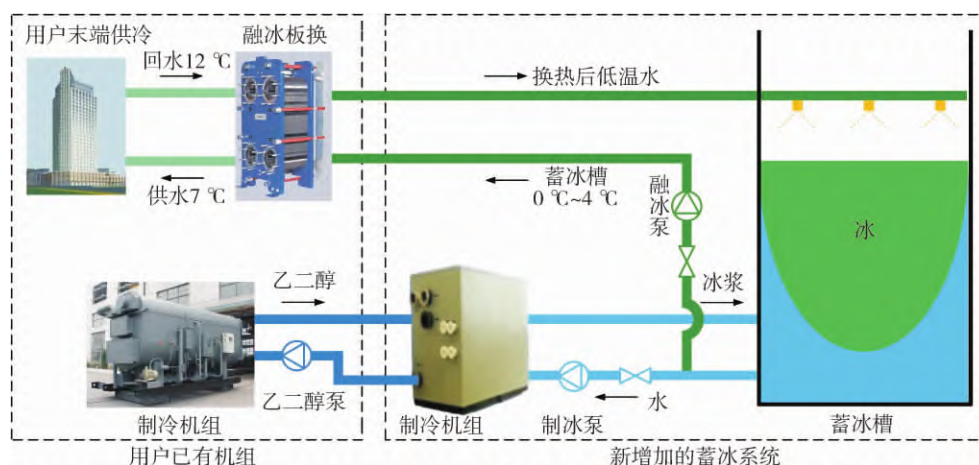 用户末端供冷
融冰板换
回水12 ℃
换热后低温水
供水7 ℃
蓄冰槽
0 ℃~4 ℃
融冰泵
冰
乙二醇
冰浆
乙二醇泵
制冰泵
水
制冷机组
制冷机组
蓄冰槽
用户已有机组
新增加的蓄冰系统